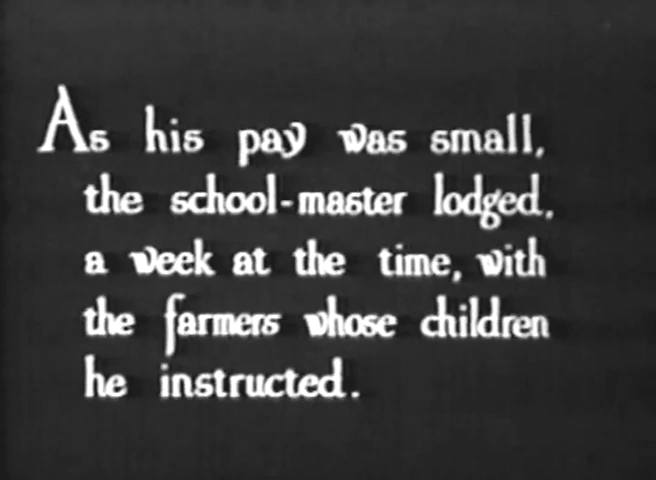 As his pay was small,
the school-master lodged,
a week at the time, with
the farmers whose children
he instructed.